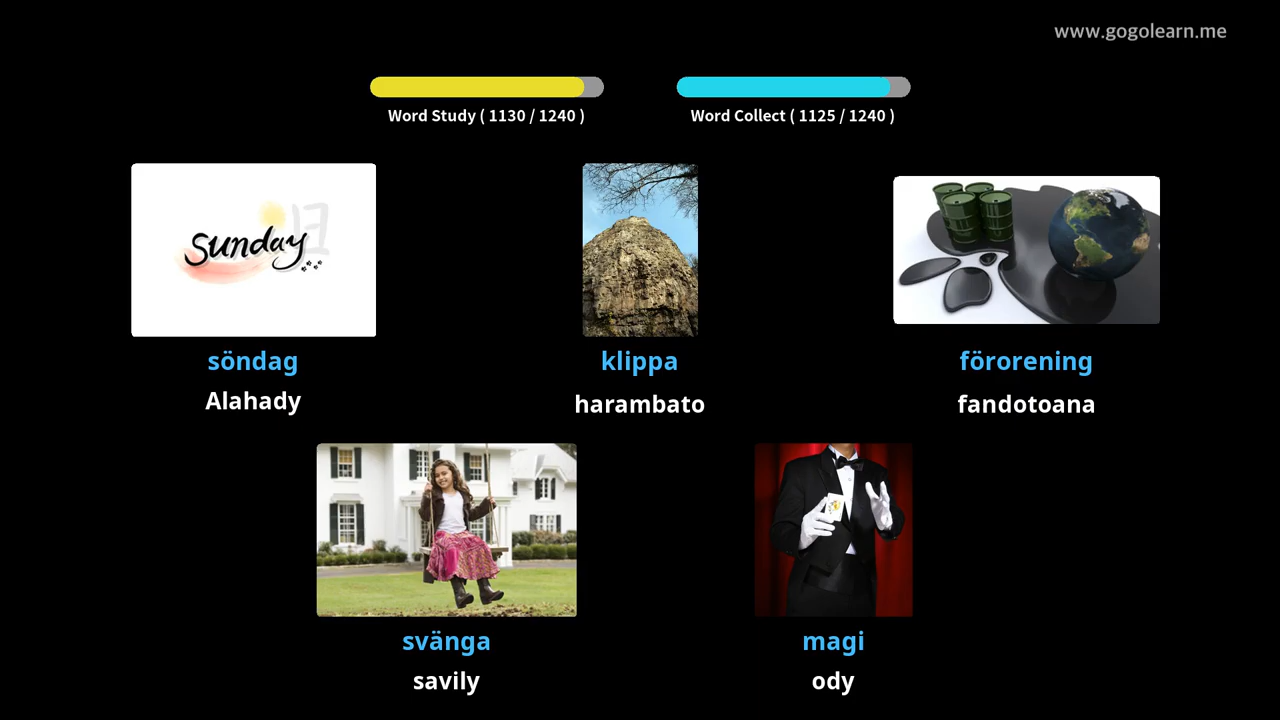 www.gogolearn.me
Word Study ( 1130 / 1240 )
Word Collect ( 1125 / 1240 )
Sunday
日
söndag
klippa
förorening
Alahady
harambato
fandotoana
svänga
magi
savily
ody